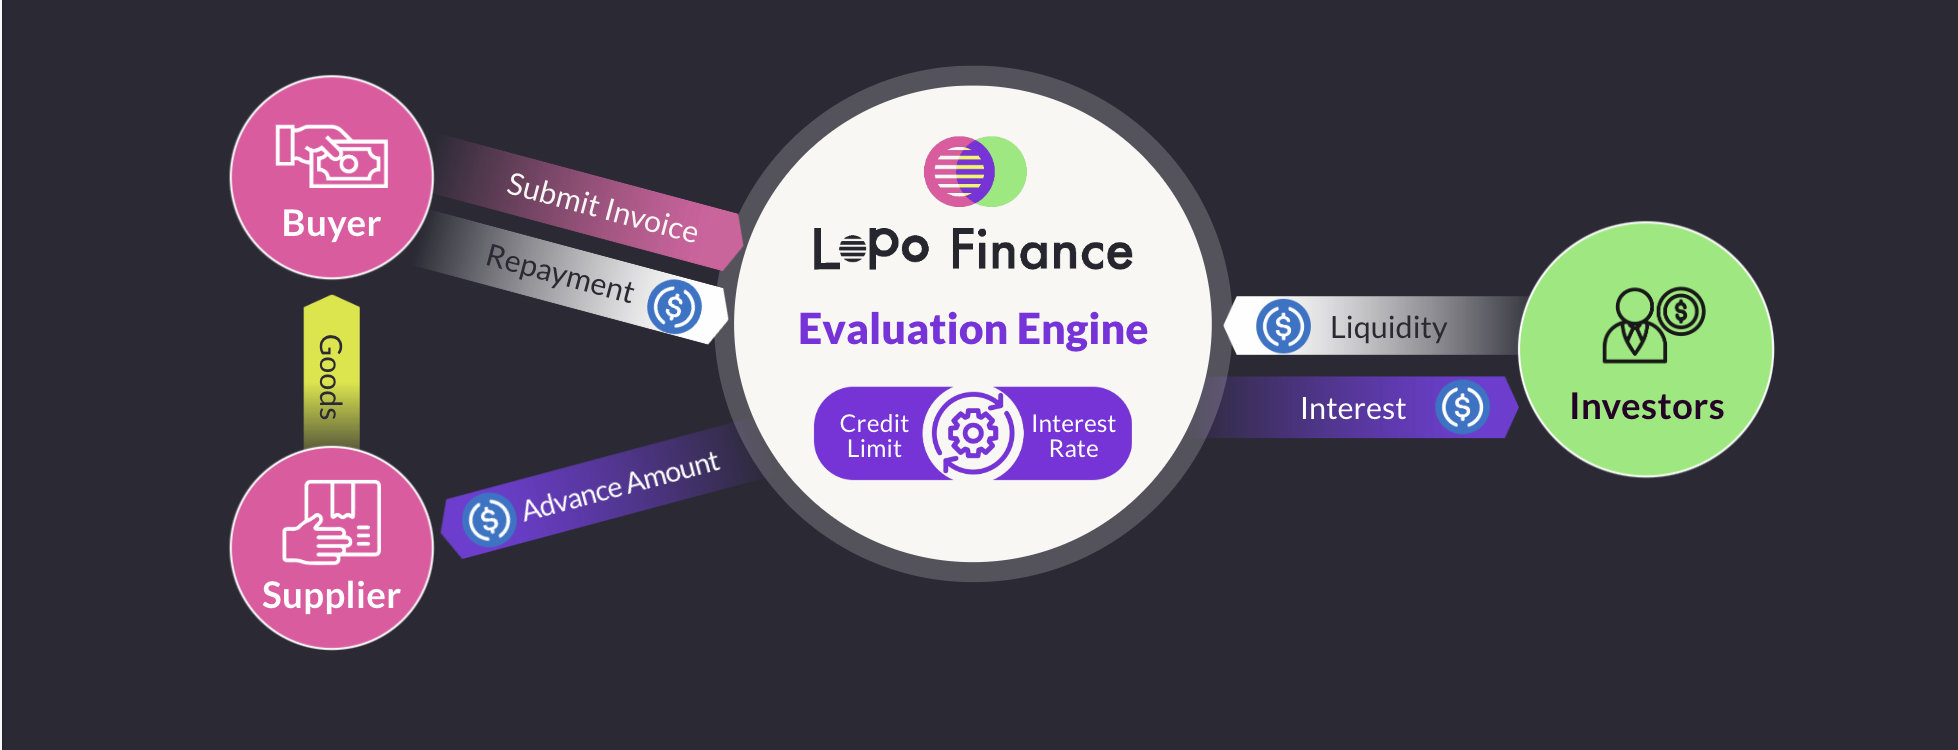 Buyer
Submit Invoice
Repayment
Goods
Supplier
Advance Amount
Lopo Finance
Evaluation Engine
Credit
Limit
Interest
Rate
Liquidity
Interest
Investors